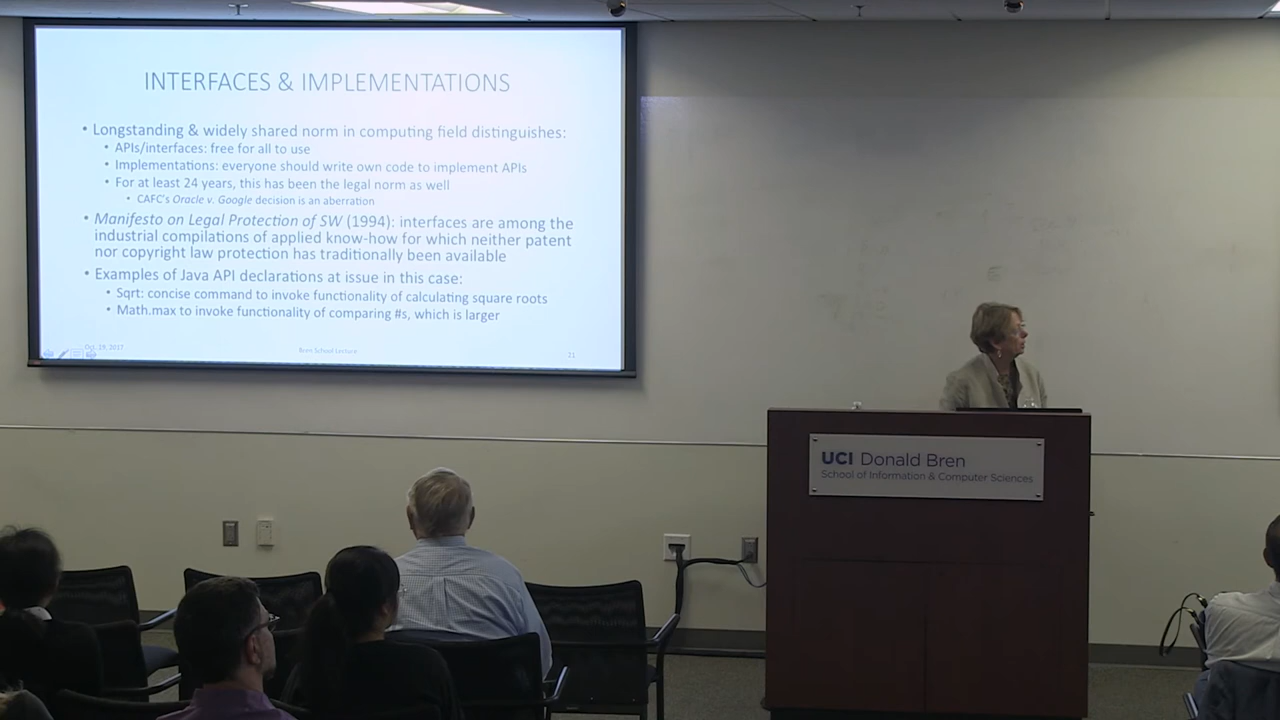 INTERFACES & IMPLEMENTATIONS
• Longstanding & widely shared norm in computing field distinguishes:
• APIs/interfaces: free for all to use
• Implementations: everyone should write own code to implement APIs
• For at least 24 years, this has been the legal norm as well
• CAFC's Oracle v. Google decision is an aberration
• Manifesto on Legal Protection of SW (1994): interfaces are among the
industrial compilations of applied know-how for which neither patent
nor copyright law protection has traditionally been available
• Examples of Java API declarations at issue in this case:
• Sqrt: concise command to invoke functionality of calculating square roots
• Math.max to invoke functionality of comparing #s, which is larger
Oct. 19, 2017
Bren School Lecture
21
UCI Donald Bren
School of Information & Computer Sciences